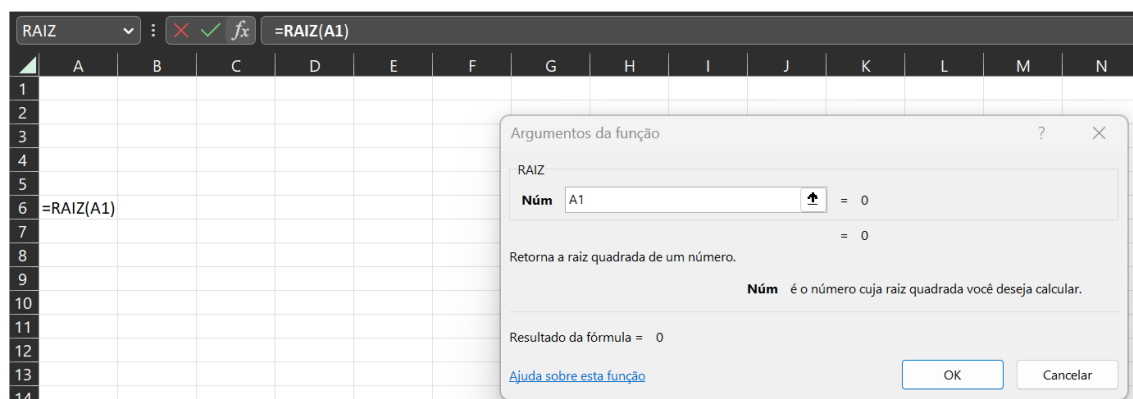 RAIZ fx =RAIZ(A1)
A B C D E F G H I J K L M N
1
2
3
Argumentos da função ? ×
4
RAIZ
5
Núm A1 = 0
6 =RAIZ(A1)
7
= 0
8
Retorna a raiz quadrada de um número.
9
Núm é o número cuja raiz quadrada você deseja calcular.
10
11
Resultado da fórmula = 0
12
13
Ajuda sobre esta função OK Cancelar
14